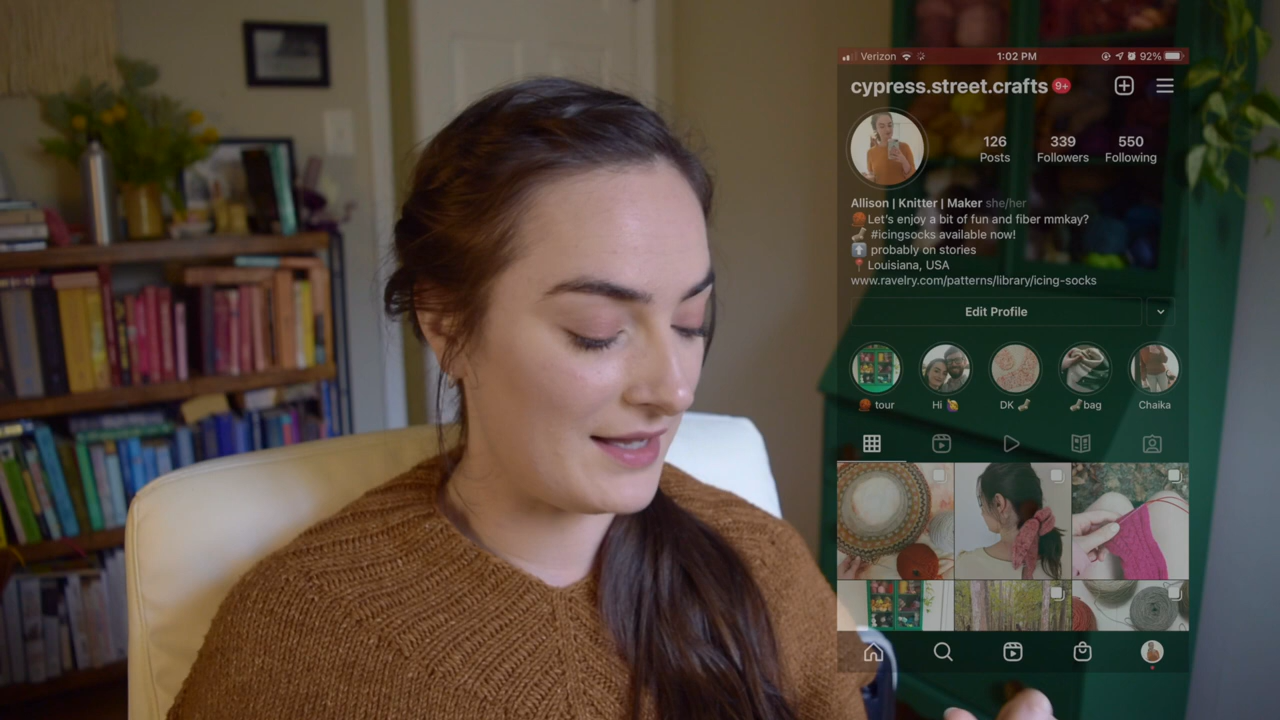 Verizon 1:02 PM 92%
cypress.street.crafts 9+
126 339 550
Posts Followers Following
Allison | Knitter | Maker she/her
🧶Let's enjoy a bit of fun and fiber mmkay?
🧦 #icingsocks available now!
⬆️ probably on stories
📍 Louisiana, USA
www.ravelry.com/patterns/library/icing-socks
Edit Profile
🧶 tour Hi 👋 DK 🧦 🧦bag Chaika